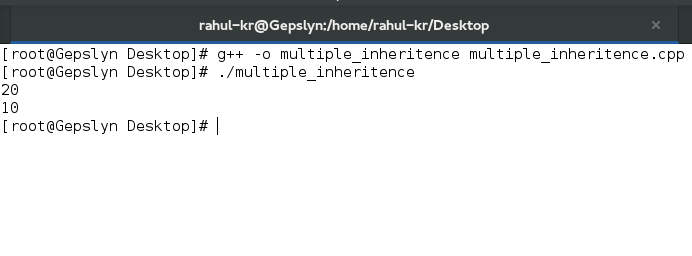 rahul-kr@Gepslyn:/home/rahul-kr/Desktop ×
[root@Gepslyn Desktop]# g++ -o multiple_inheritence multiple_inheritence.cpp
[root@Gepslyn Desktop]# ./multiple_inheritence
20
10
[root@Gepslyn Desktop]#